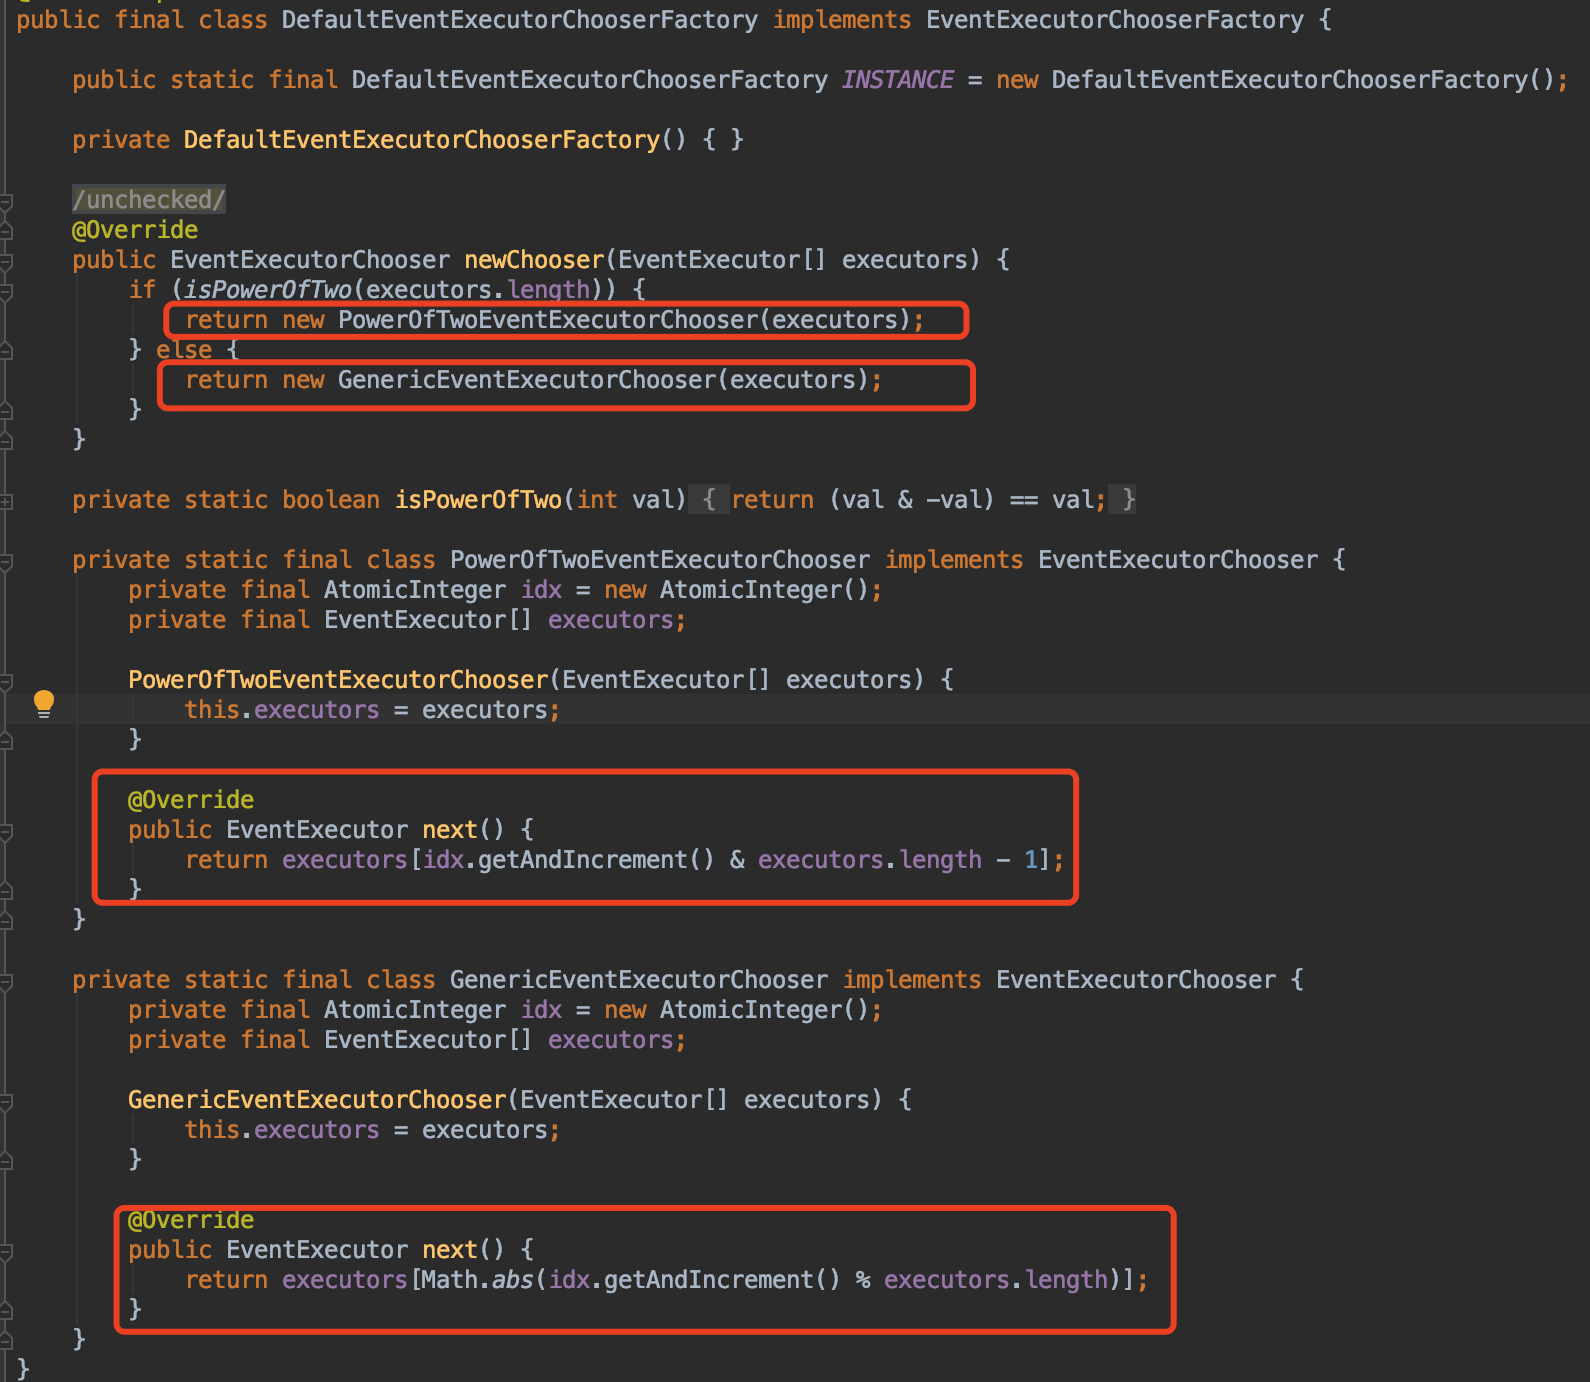 public final class DefaultEventExecutorChooserFactory implements EventExecutorChooserFactory {
public static final DefaultEventExecutorChooserFactory INSTANCE = new DefaultEventExecutorChooserFactory();
private DefaultEventExecutorChooserFactory() { }
/unchecked/
@Override
public EventExecutorChooser newChooser(EventExecutor[] executors) {
if (isPowerOfTwo(executors.length)) {
return new PowerOfTwoEventExecutorChooser(executors);
} else {
return new GenericEventExecutorChooser(executors);
}
}
private static boolean isPowerOfTwo(int val) { return (val & -val) == val; }
private static final class PowerOfTwoEventExecutorChooser implements EventExecutorChooser {
private final AtomicInteger idx = new AtomicInteger();
private final EventExecutor[] executors;
PowerOfTwoEventExecutorChooser(EventExecutor[] executors) {
this.executors = executors;
}
@Override
public EventExecutor next() {
return executors[idx.getAndIncrement() & executors.length - 1];
}
}
private static final class GenericEventExecutorChooser implements EventExecutorChooser {
private final AtomicInteger idx = new AtomicInteger();
private final EventExecutor[] executors;
GenericEventExecutorChooser(EventExecutor[] executors) {
this.executors = executors;
}
@Override
public EventExecutor next() {
return executors[Math.abs(idx.getAndIncrement() % executors.length)];
}
}
}